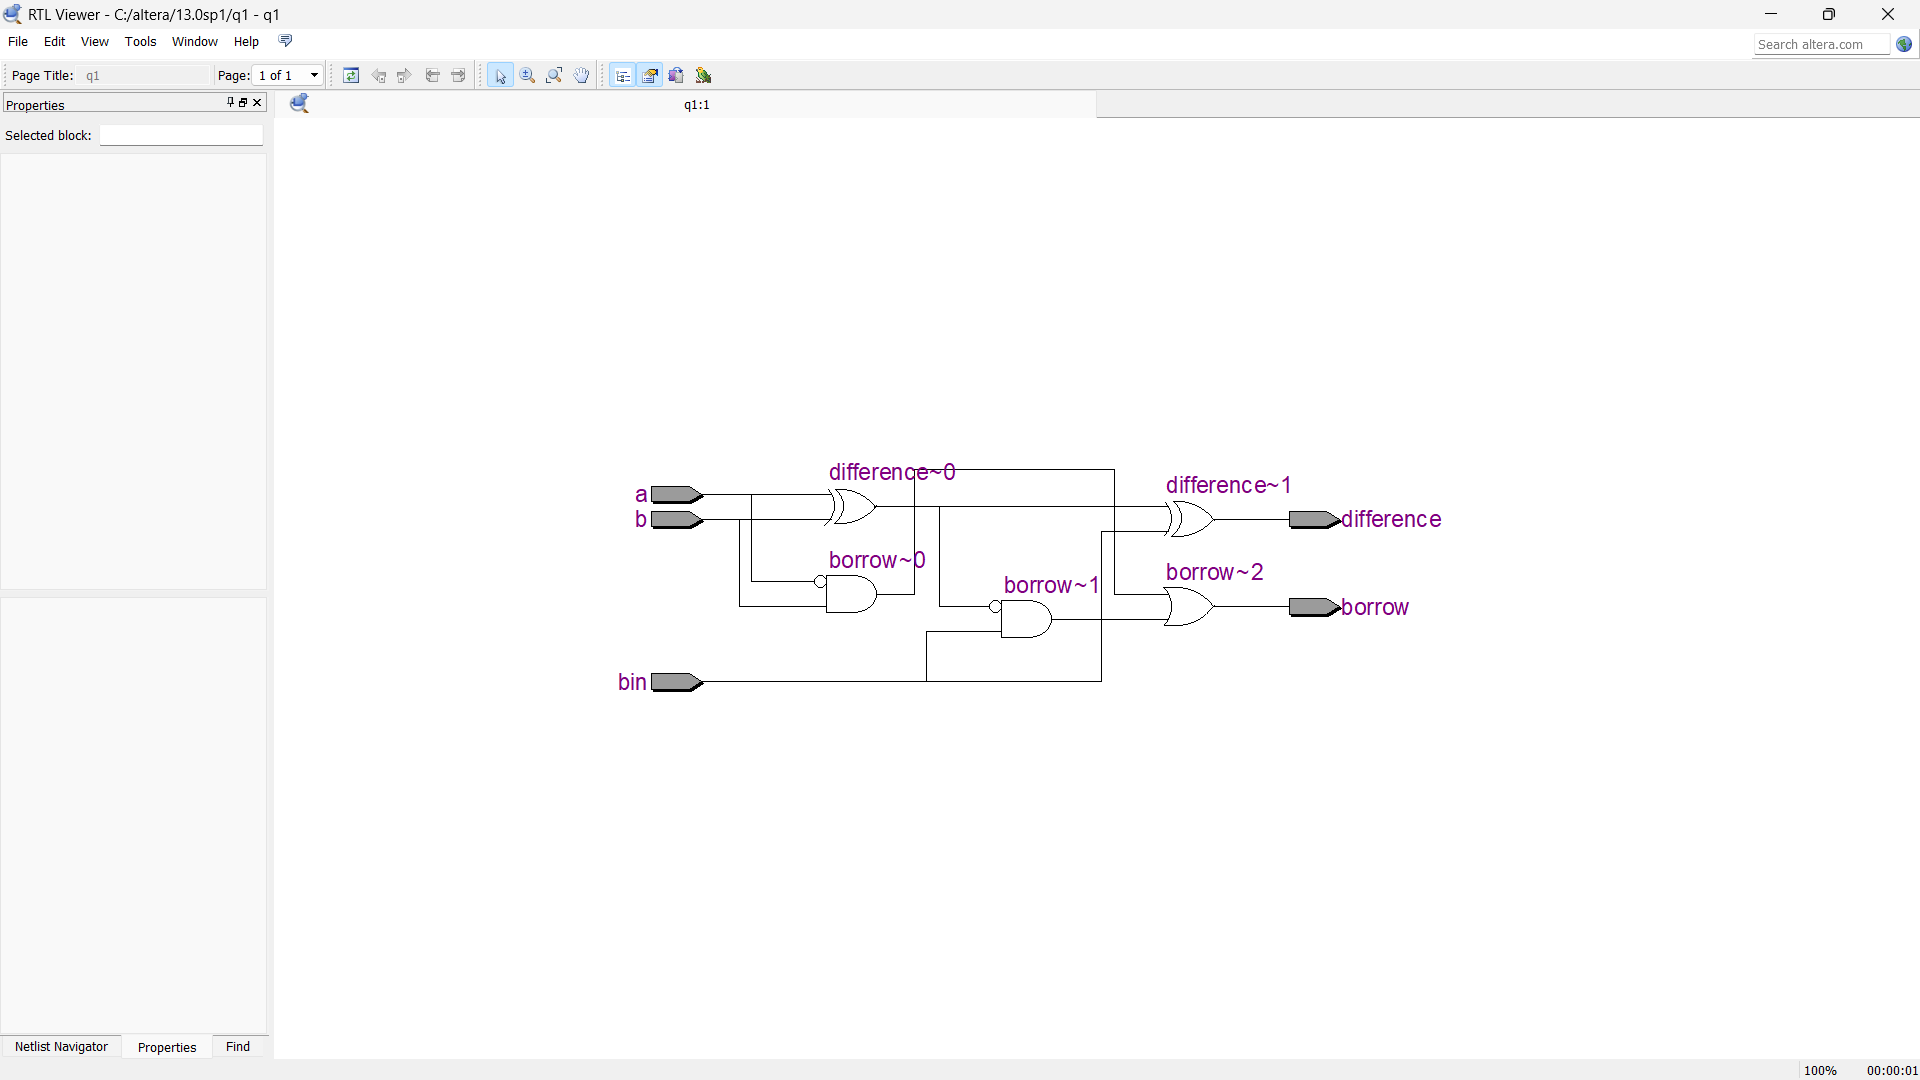 RTL Viewer - C:/altera/13.0sp1/q1 - q1
File Edit View Tools Window Help
Search altera.com
Page Title: q1 Page: 1 of 1
Properties
q1:1
Selected block:
difference~0
difference~1
a
b
difference
borrow~0
borrow~1
borrow~2
borrow
bin
Netlist Navigator Properties Find
100% 00:00:01